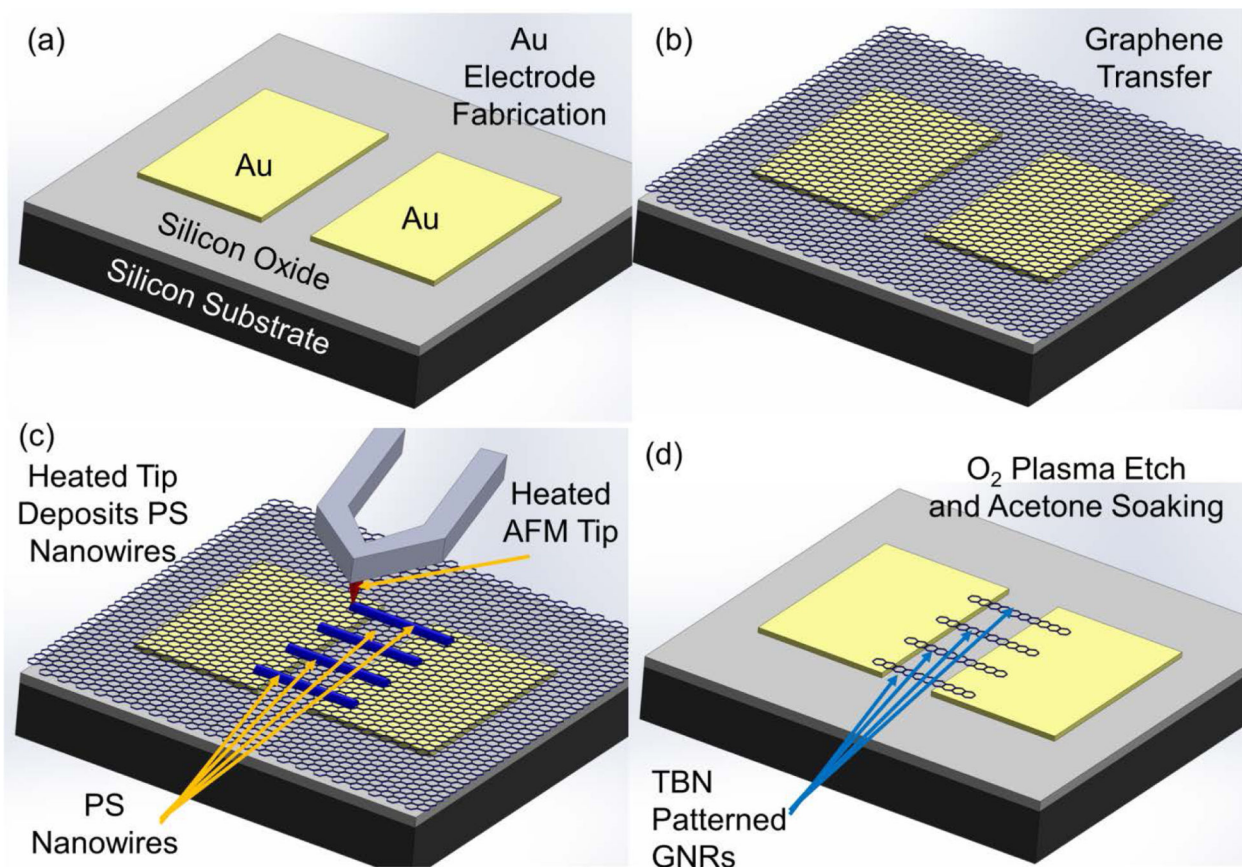 (a)
Au
Electrode
Fabrication
Au
Au
Silicon Oxide
Silicon Substrate
(b)
Graphene
Transfer
(c)
Heated Tip
Deposits PS
Nanowires
Heated
AFM Tip
PS
Nanowires
(d)
O₂ Plasma Etch
and Acetone Soaking
TBN
Patterned
GNRs